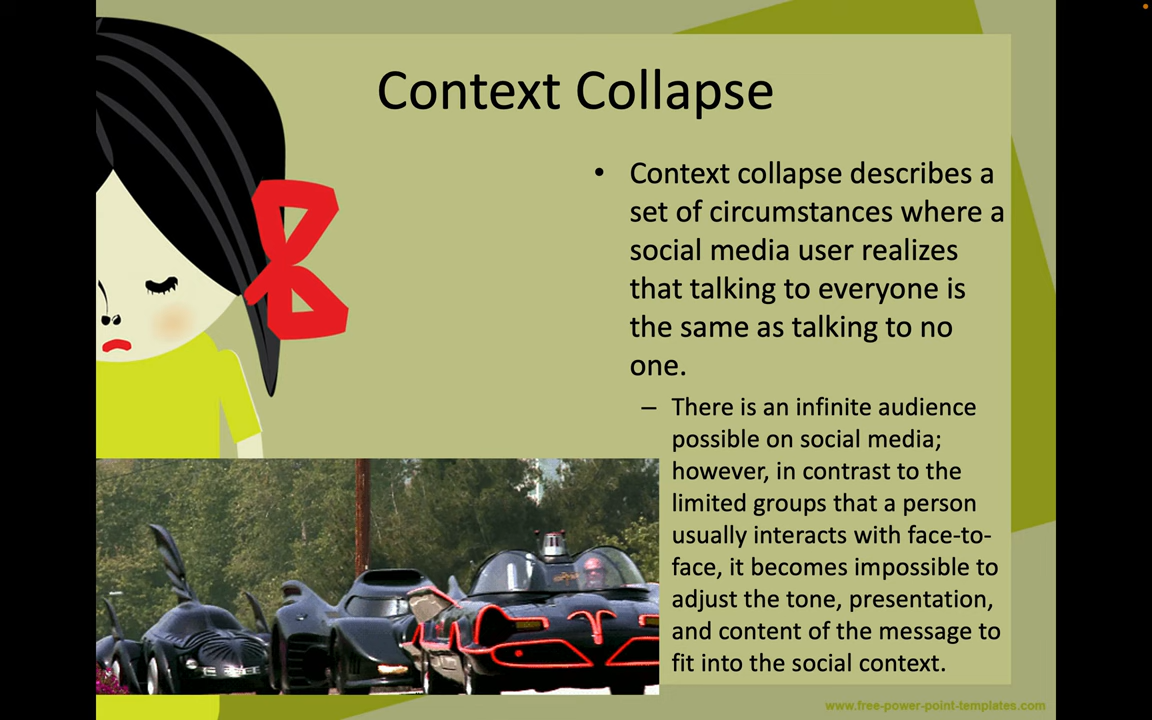 Context Collapse
• Context collapse describes a
set of circumstances where a
social media user realizes
that talking to everyone is
the same as talking to no
one.
– There is an infinite audience
possible on social media;
however, in contrast to the
limited groups that a person
usually interacts with face-to-
face, it becomes impossible to
adjust the tone, presentation,
and content of the message to
fit into the social context.
www.free-power-point-templates.com